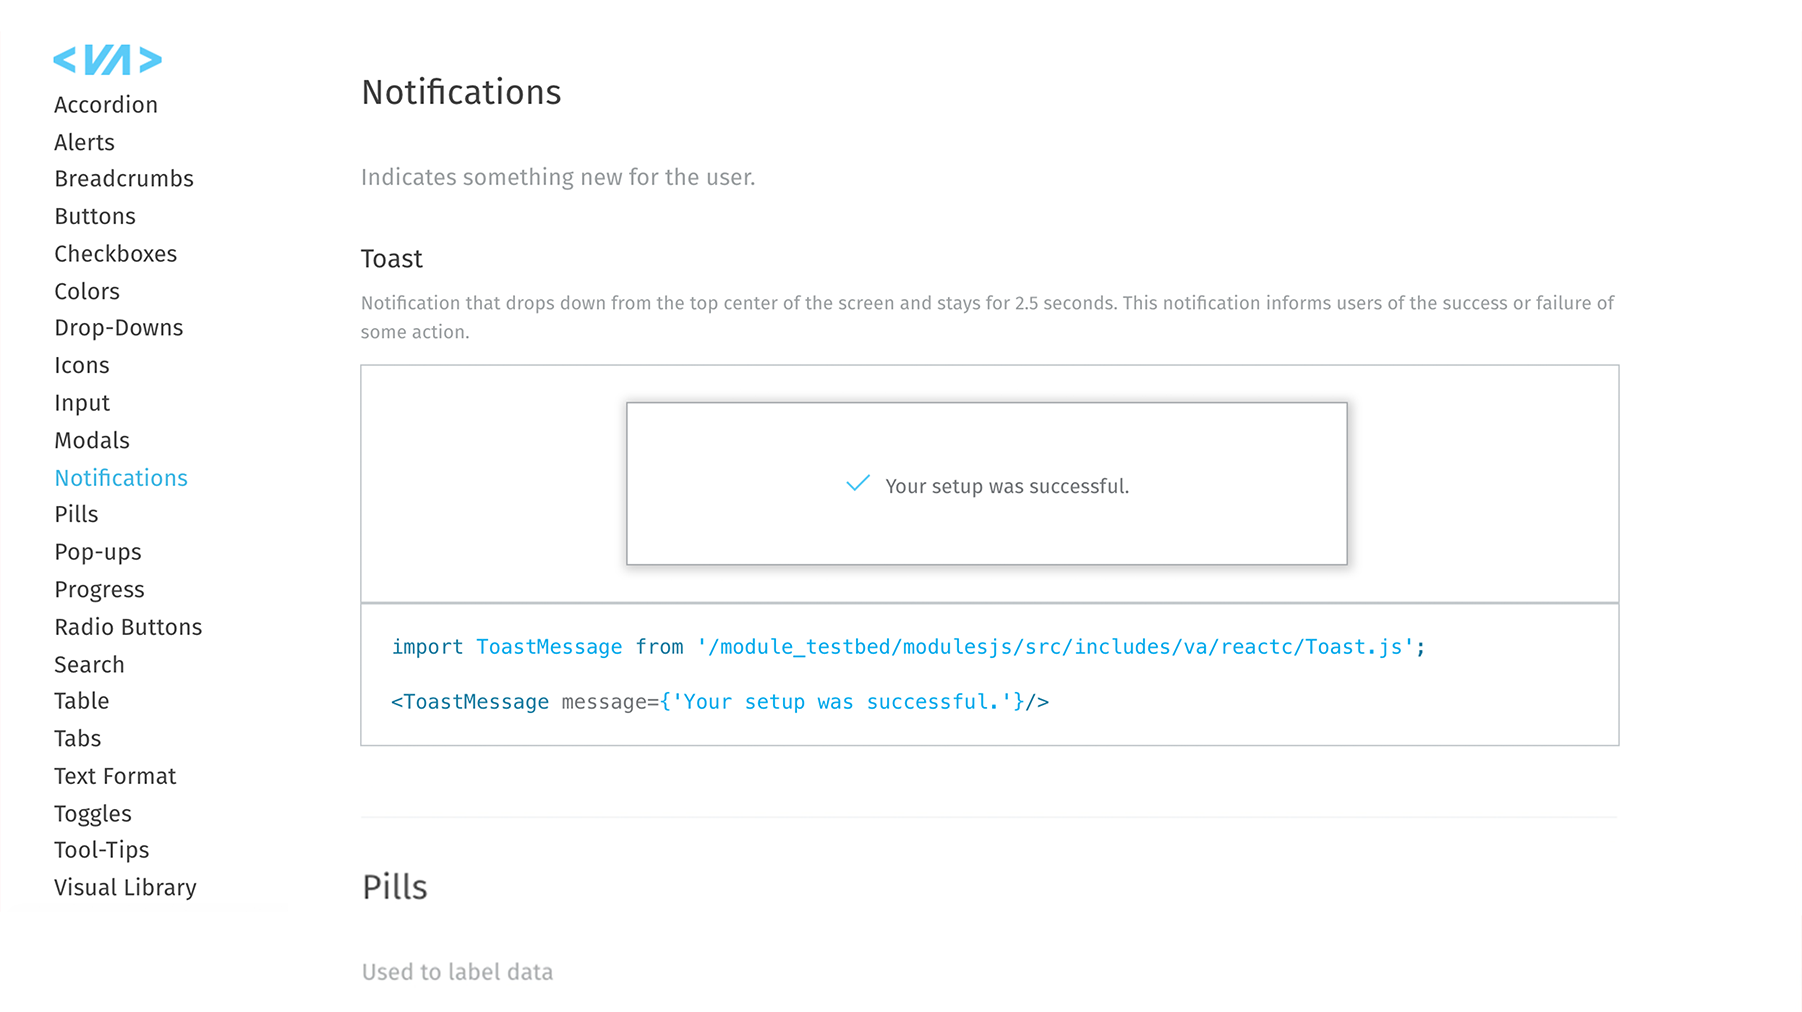 <VA>
Accordion
Alerts
Breadcrumbs
Buttons
Checkboxes
Colors
Drop-Downs
Icons
Input
Modals
Notifications
Pills
Pop-ups
Progress
Radio Buttons
Search
Table
Tabs
Text Format
Toggles
Tool-Tips
Visual Library
Notifications
Indicates something new for the user.
Toast
Notification that drops down from the top center of the screen and stays for 2.5 seconds. This notification informs users of the success or failure of
some action.
Your setup was successful.
import ToastMessage from '/module_testbed/modulesjs/src/includes/va/reactc/Toast.js';
<ToastMessage message={'Your setup was successful.'}/>
Pills
Used to label data